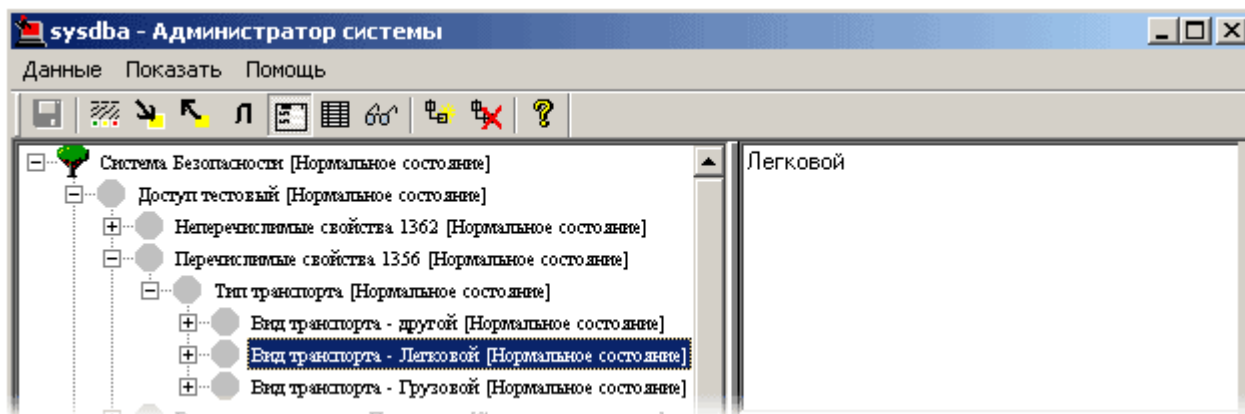 sysdba - Администратор системы
Данные Показать Помощь
Л
Система Безопасности [Нормальное состояние]
Легковой
Доступ тестовый [Нормальное состояние]
Неперечислимые свойства 1362 [Нормальное состояние]
Перечислимые свойства 1356 [Нормальное состояние]
Тип транспорта [Нормальное состояние]
Вид транспорта - другой [Нормальное состояние]
Вид транспорта - Легковой [Нормальное состояние]
Вид транспорта - Грузовой [Нормальное состояние]